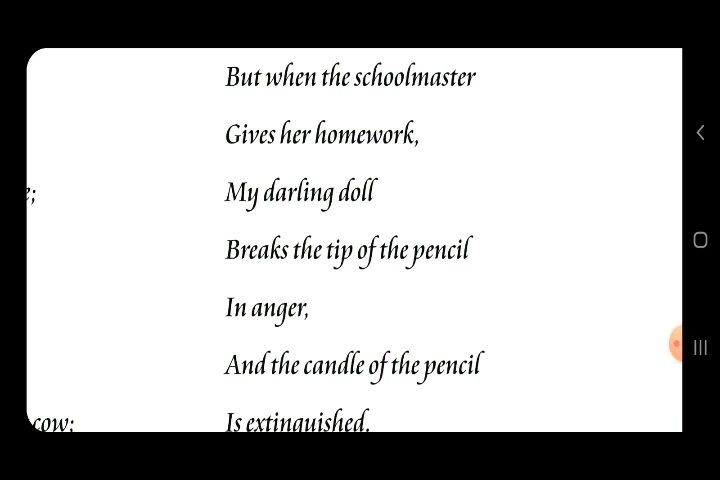 But when the schoolmaster
Gives her homework,
e;
My darling doll
Breaks the tip of the pencil
In anger,
And the candle of the pencil
cow;
Is extinguished.